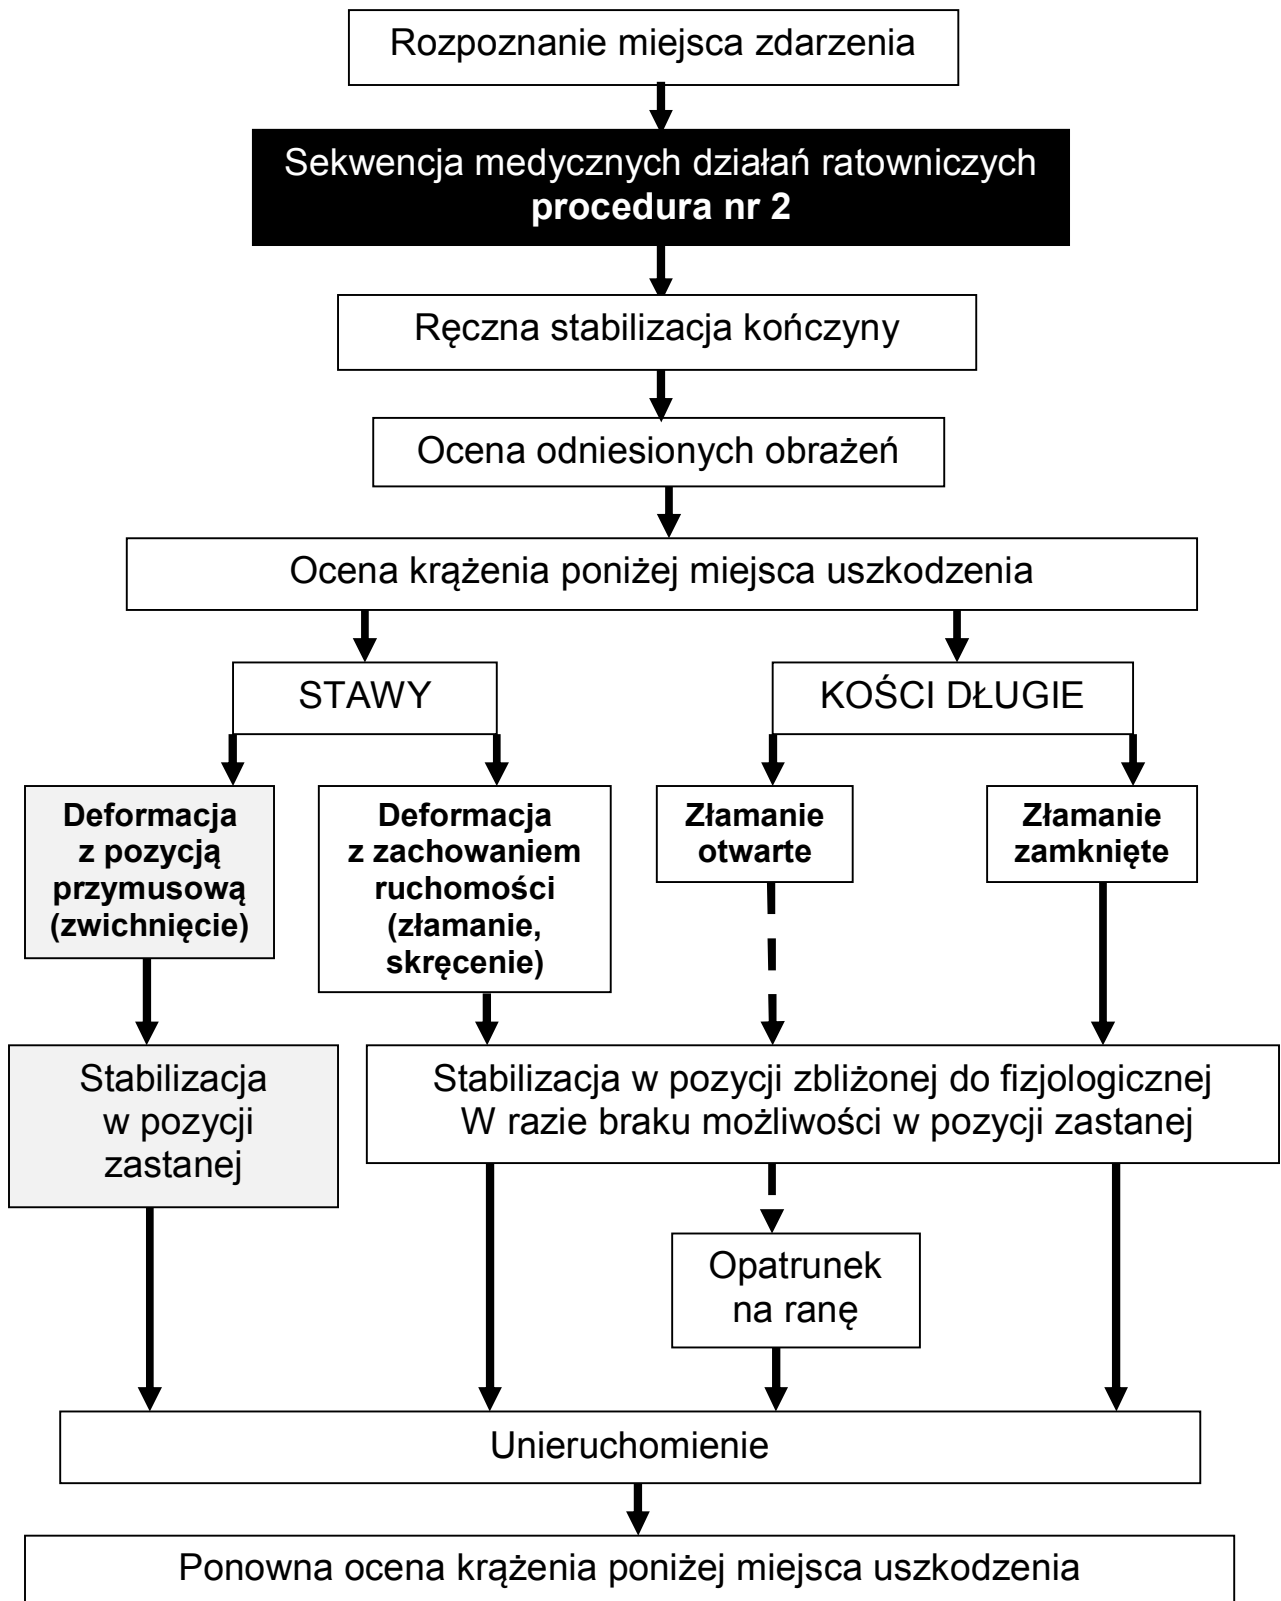 Rozpoznanie miejsca zdarzenia
Sekwencja medycznych działań ratowniczych
procedura nr 2
Ręczna stabilizacja kończyny
Ocena odniesionych obrażeń
Ocena krążenia poniżej miejsca uszkodzenia
STAWY
KOŚCI DŁUGIE
Deformacja
z pozycją
przymusową
(zwichnięcie)
Deformacja
z zachowaniem
ruchomości
(złamanie,
skręcenie)
Złamanie
otwarte
Złamanie
zamknięte
Stabilizacja
w pozycji
zastanej
Stabilizacja w pozycji zbliżonej do fizjologicznej
W razie braku możliwości w pozycji zastanej
Opatrunek
na ranę
Unieruchomienie
Ponowna ocena krążenia poniżej miejsca uszkodzenia